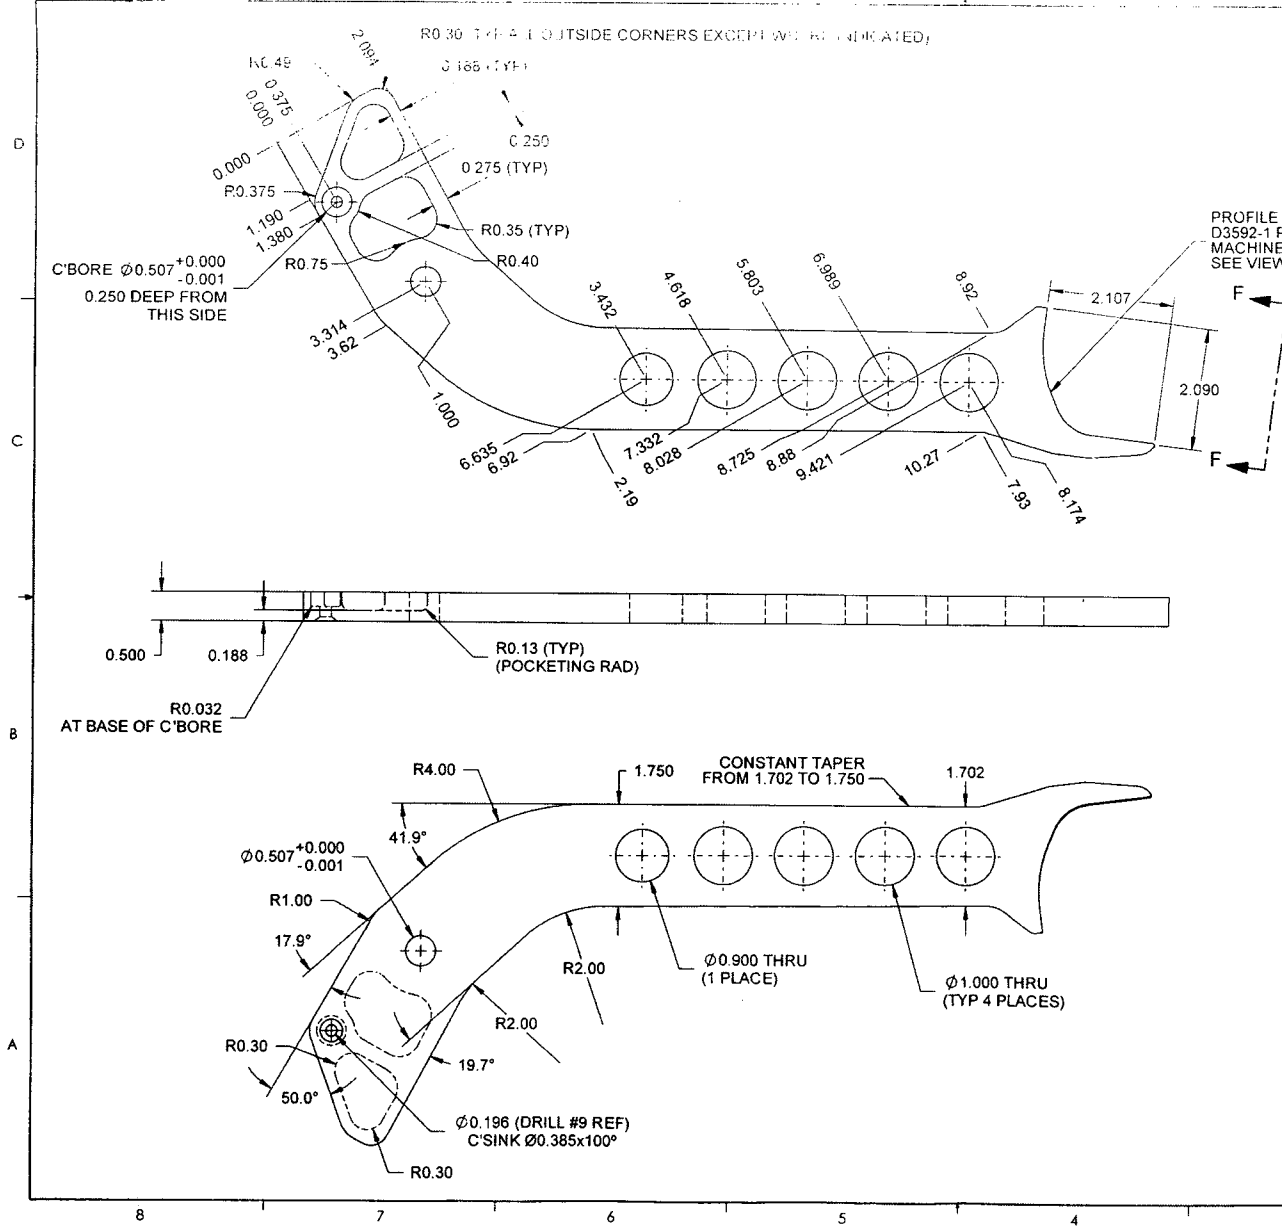 OUTSIDE CORNERS EXCEPT
2.094
0.375
0.000
0.250
0.000
0.275 (TYP)
R0.375
1.190
1.380
R0.35 (TYP)
R0.75
R0.40
C'BORE Ø0.507 +0.000
-0.001
0.250 DEEP FROM
THIS SIDE
3.314
3.62
1.000
3.432
4.618
5.803
6.989
8.92
PROFILE
D3592-1
MACHINE
SEE VIEW
2.107
F
2.090
F
6.635
6.92
2.19
7.332
8.028
8.725
8.88
9.421
10.27
7.93
8.174
0.500
0.188
R0.13 (TYP)
(POCKETING RAD)
R0.032
AT BASE OF C'BORE
R4.00
1.750
CONSTANT TAPER
FROM 1.702 TO 1.750
1.702
41.9°
Ø0.507 +0.000
-0.001
R1.00
17.9°
R2.00
Ø0.900 THRU
(1 PLACE)
Ø1.000 THRU
(TYP 4 PLACES)
R2.00
R0.30
19.7°
50.0°
Ø0.196 (DRILL #9 REF)
C'SINK Ø0.385x100°
R0.30
D
C
B
A
8
7
6
5
4